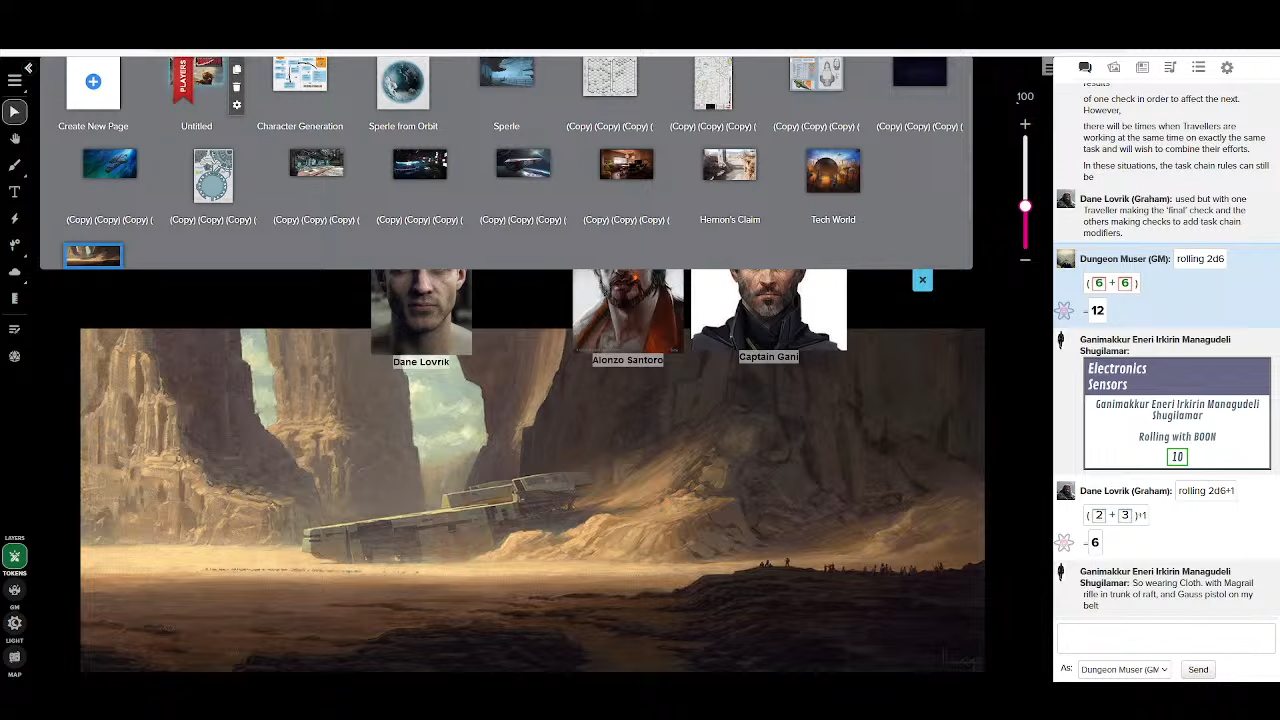 PLAYERS
Create New Page
Untitled
Character Generation
Sperle from Orbit
Sperle
(Copy) (Copy) (Copy) (
(Copy) (Copy) (Copy) (
(Copy) (Copy) (Copy) (
(Copy) (Copy) (Copy) (
(Copy) (Copy) (Copy) (
(Copy) (Copy) (Copy) (
(Copy) (Copy) (Copy) (
(Copy) (Copy) (Copy) (
(Copy) (Copy) (Copy) (
(Copy) (Copy) (Copy) (
Hernon's Claim
Tech World
100
Dane Lovrik
Alonzo Santoro
Captain Gani
LAYERS
TOKENS
GM
LIGHT
MAP
results
of one check in order to affect the next.
However,
there will be times when Travellers are
working at the same time on exactly the same
task and will wish to combine their efforts.
In these situations, the task chain rules can still
be
Dane Lovrik (Graham): used but with one
Traveller making the 'final' check and the
others making checks to add task chain
modifiers.
Dungeon Muser (GM): rolling 2d6
( 6 + 6 )
= 12
Ganimakkur Eneri Irkirin Managudeli
Shugilamar:
Electronics
Sensors
Ganimakkur Eneri Irkirin Managudeli
Shugilamar
Rolling with BOON
10
Dane Lovrik (Graham): rolling 2d6+1
( 2 + 3 )+1
= 6
Ganimakkur Eneri Irkirin Managudeli
Shugilamar: So wearing Cloth. with Magrail
rifle in trunk of raft, and Gauss pistol on my
belt
As: Dungeon Muser (GM
Send